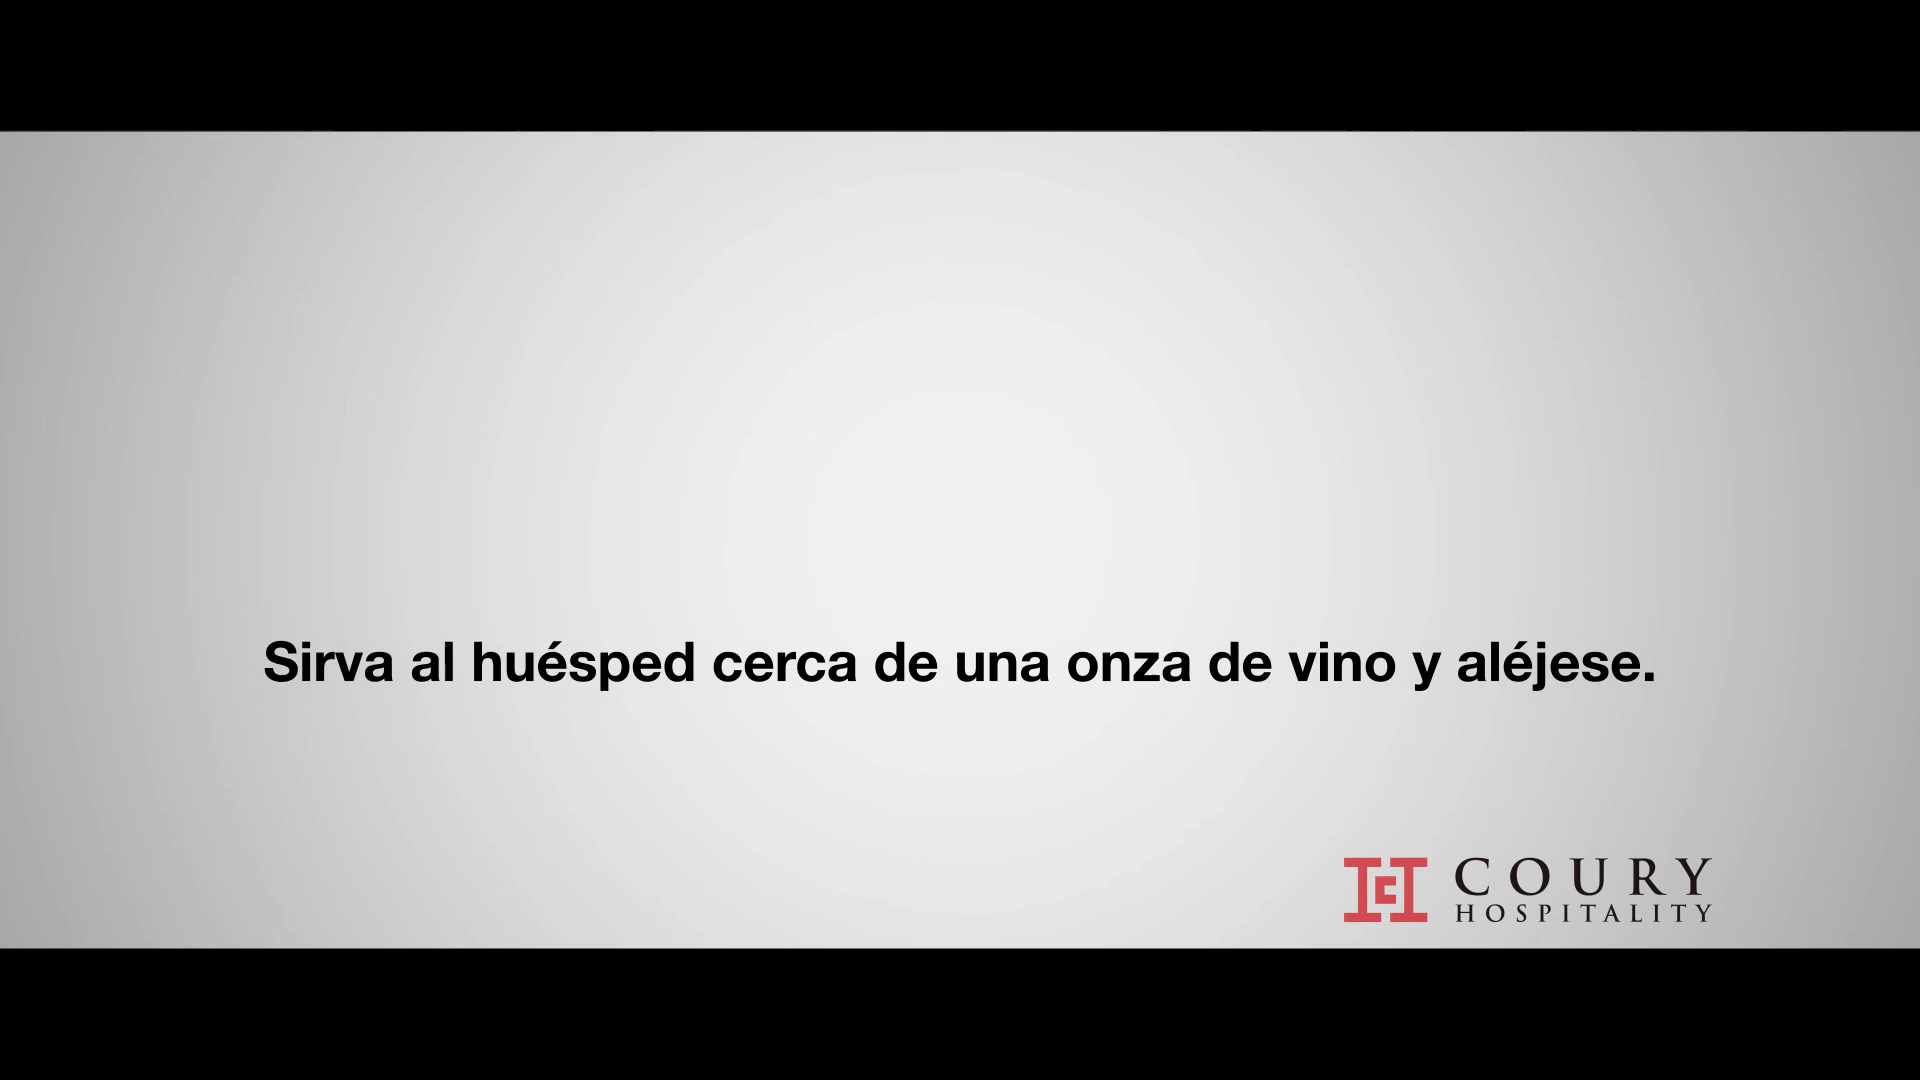 Sirva al huésped cerca de una onza de vino y aléjese.
COURY
HOSPITALITY